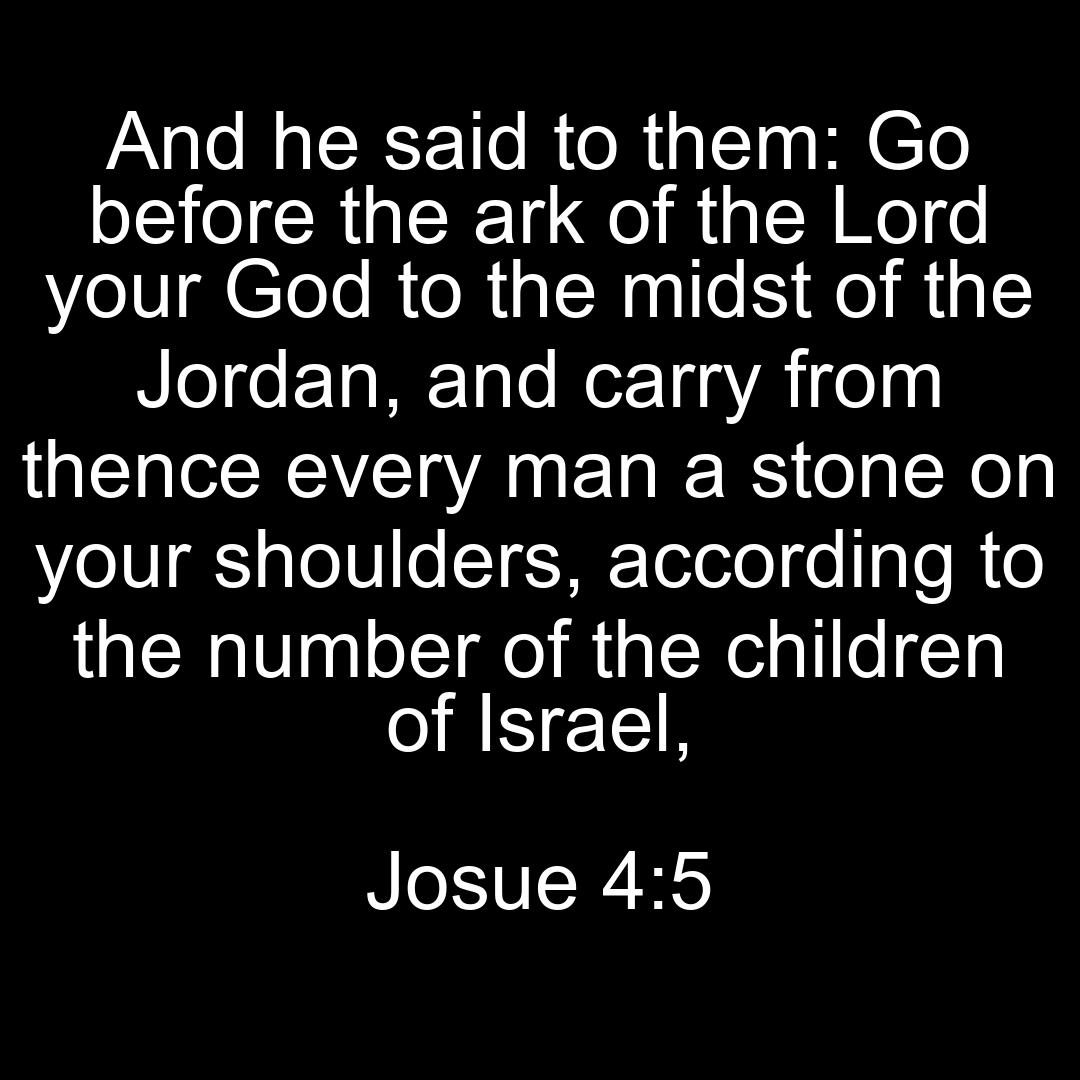 And he said to them: Go
before the ark of the Lord
your God to the midst of the
Jordan, and carry from
thence every man a stone on
your shoulders, according to
the number of the children
of Israel,
Josue 4:5